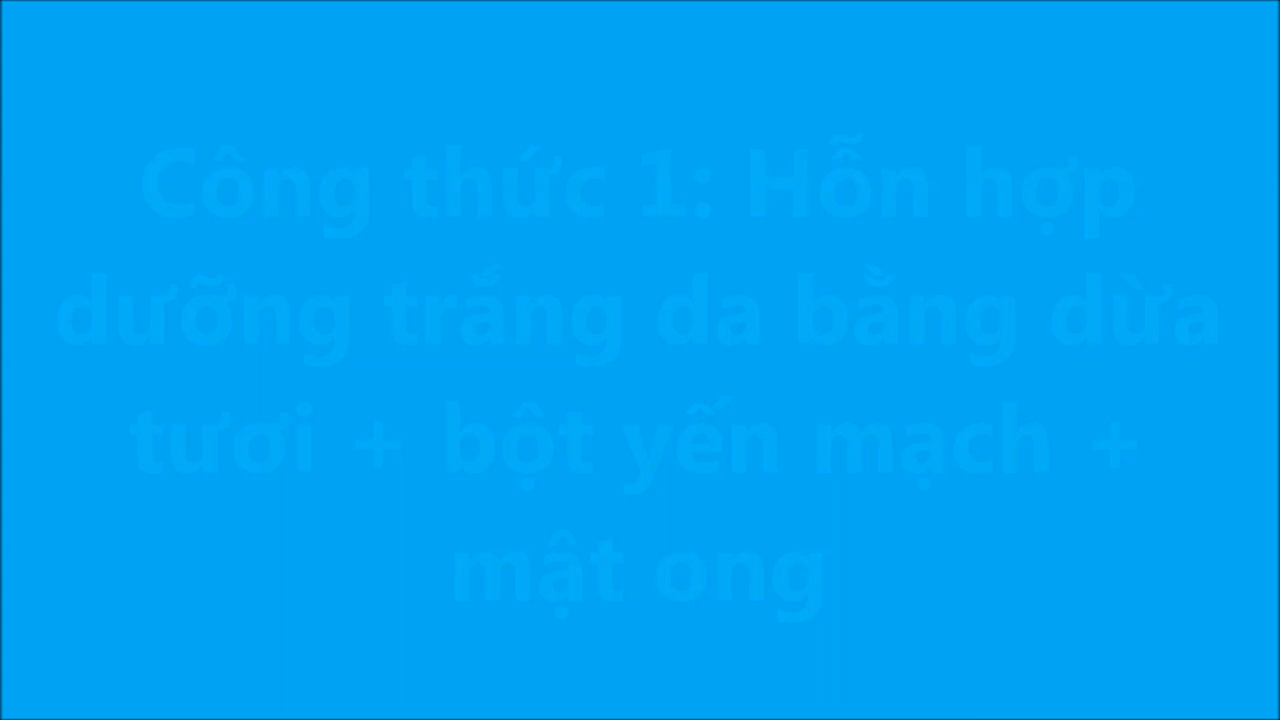 Công thức 1: Hỗn hợp
dưỡng trắng da bằng dừa
tươi + bột yến mạch +
mật ong